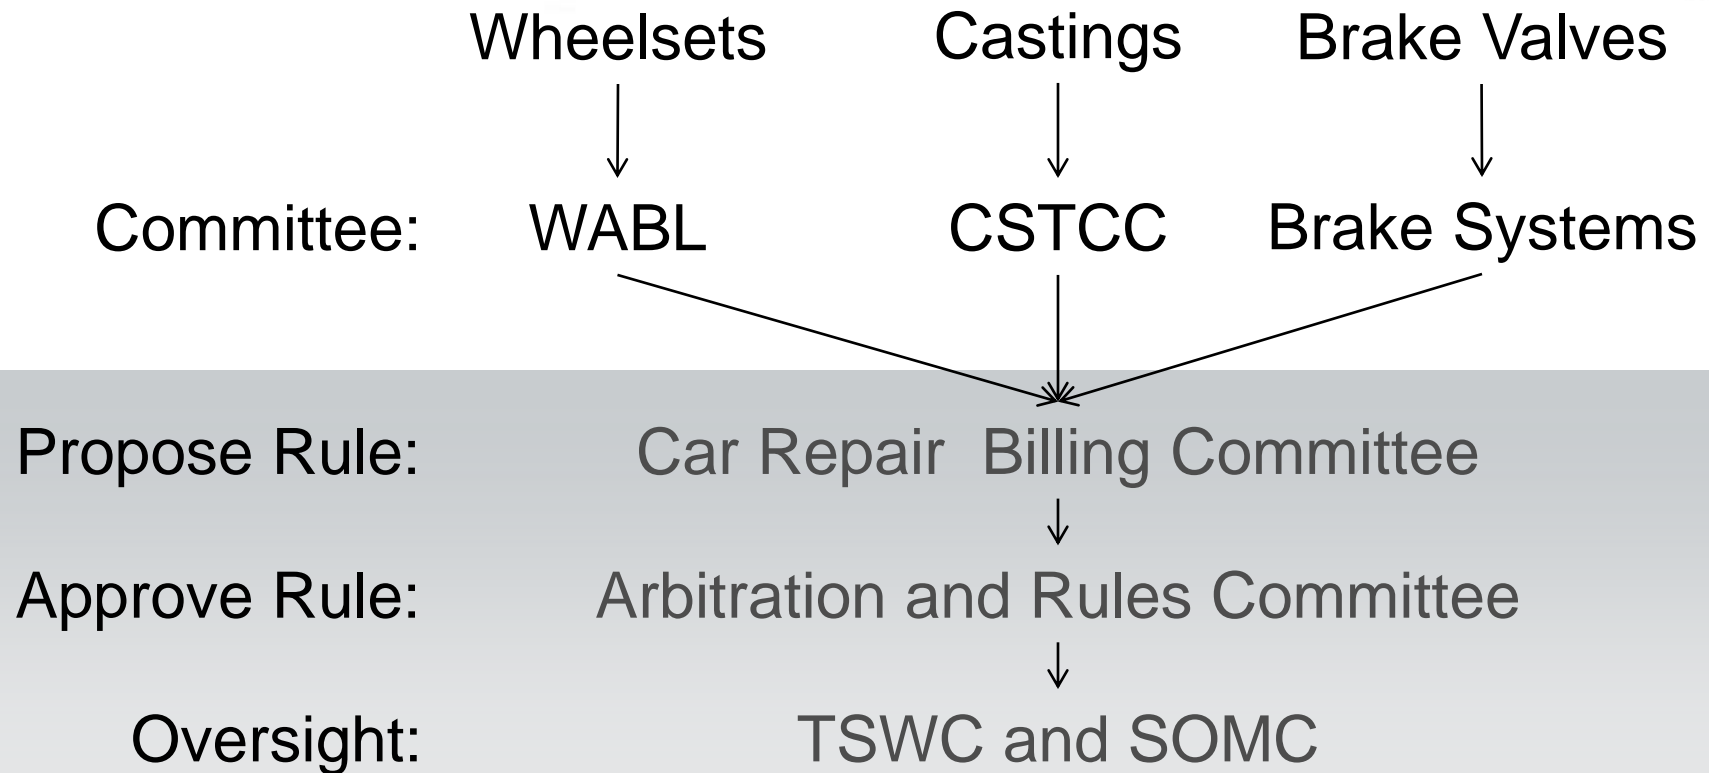 Wheelsets Castings Brake Valves
Committee: WABL CSTCC Brake Systems
Propose Rule: Car Repair Billing Committee
Approve Rule: Arbitration and Rules Committee
Oversight: TSWC and SOMC